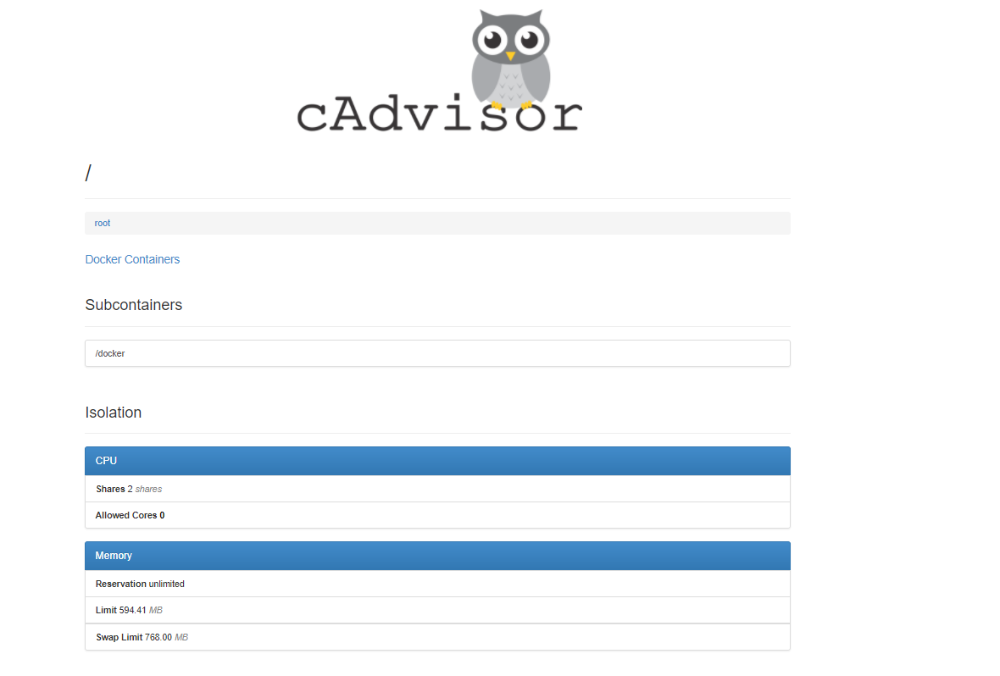 cAdvisor
/
root
Docker Containers
Subcontainers
/docker
Isolation
CPU
Shares 2 shares
Allowed Cores 0
Memory
Reservation unlimited
Limit 594.41 MB
Swap Limit 768.00 MB